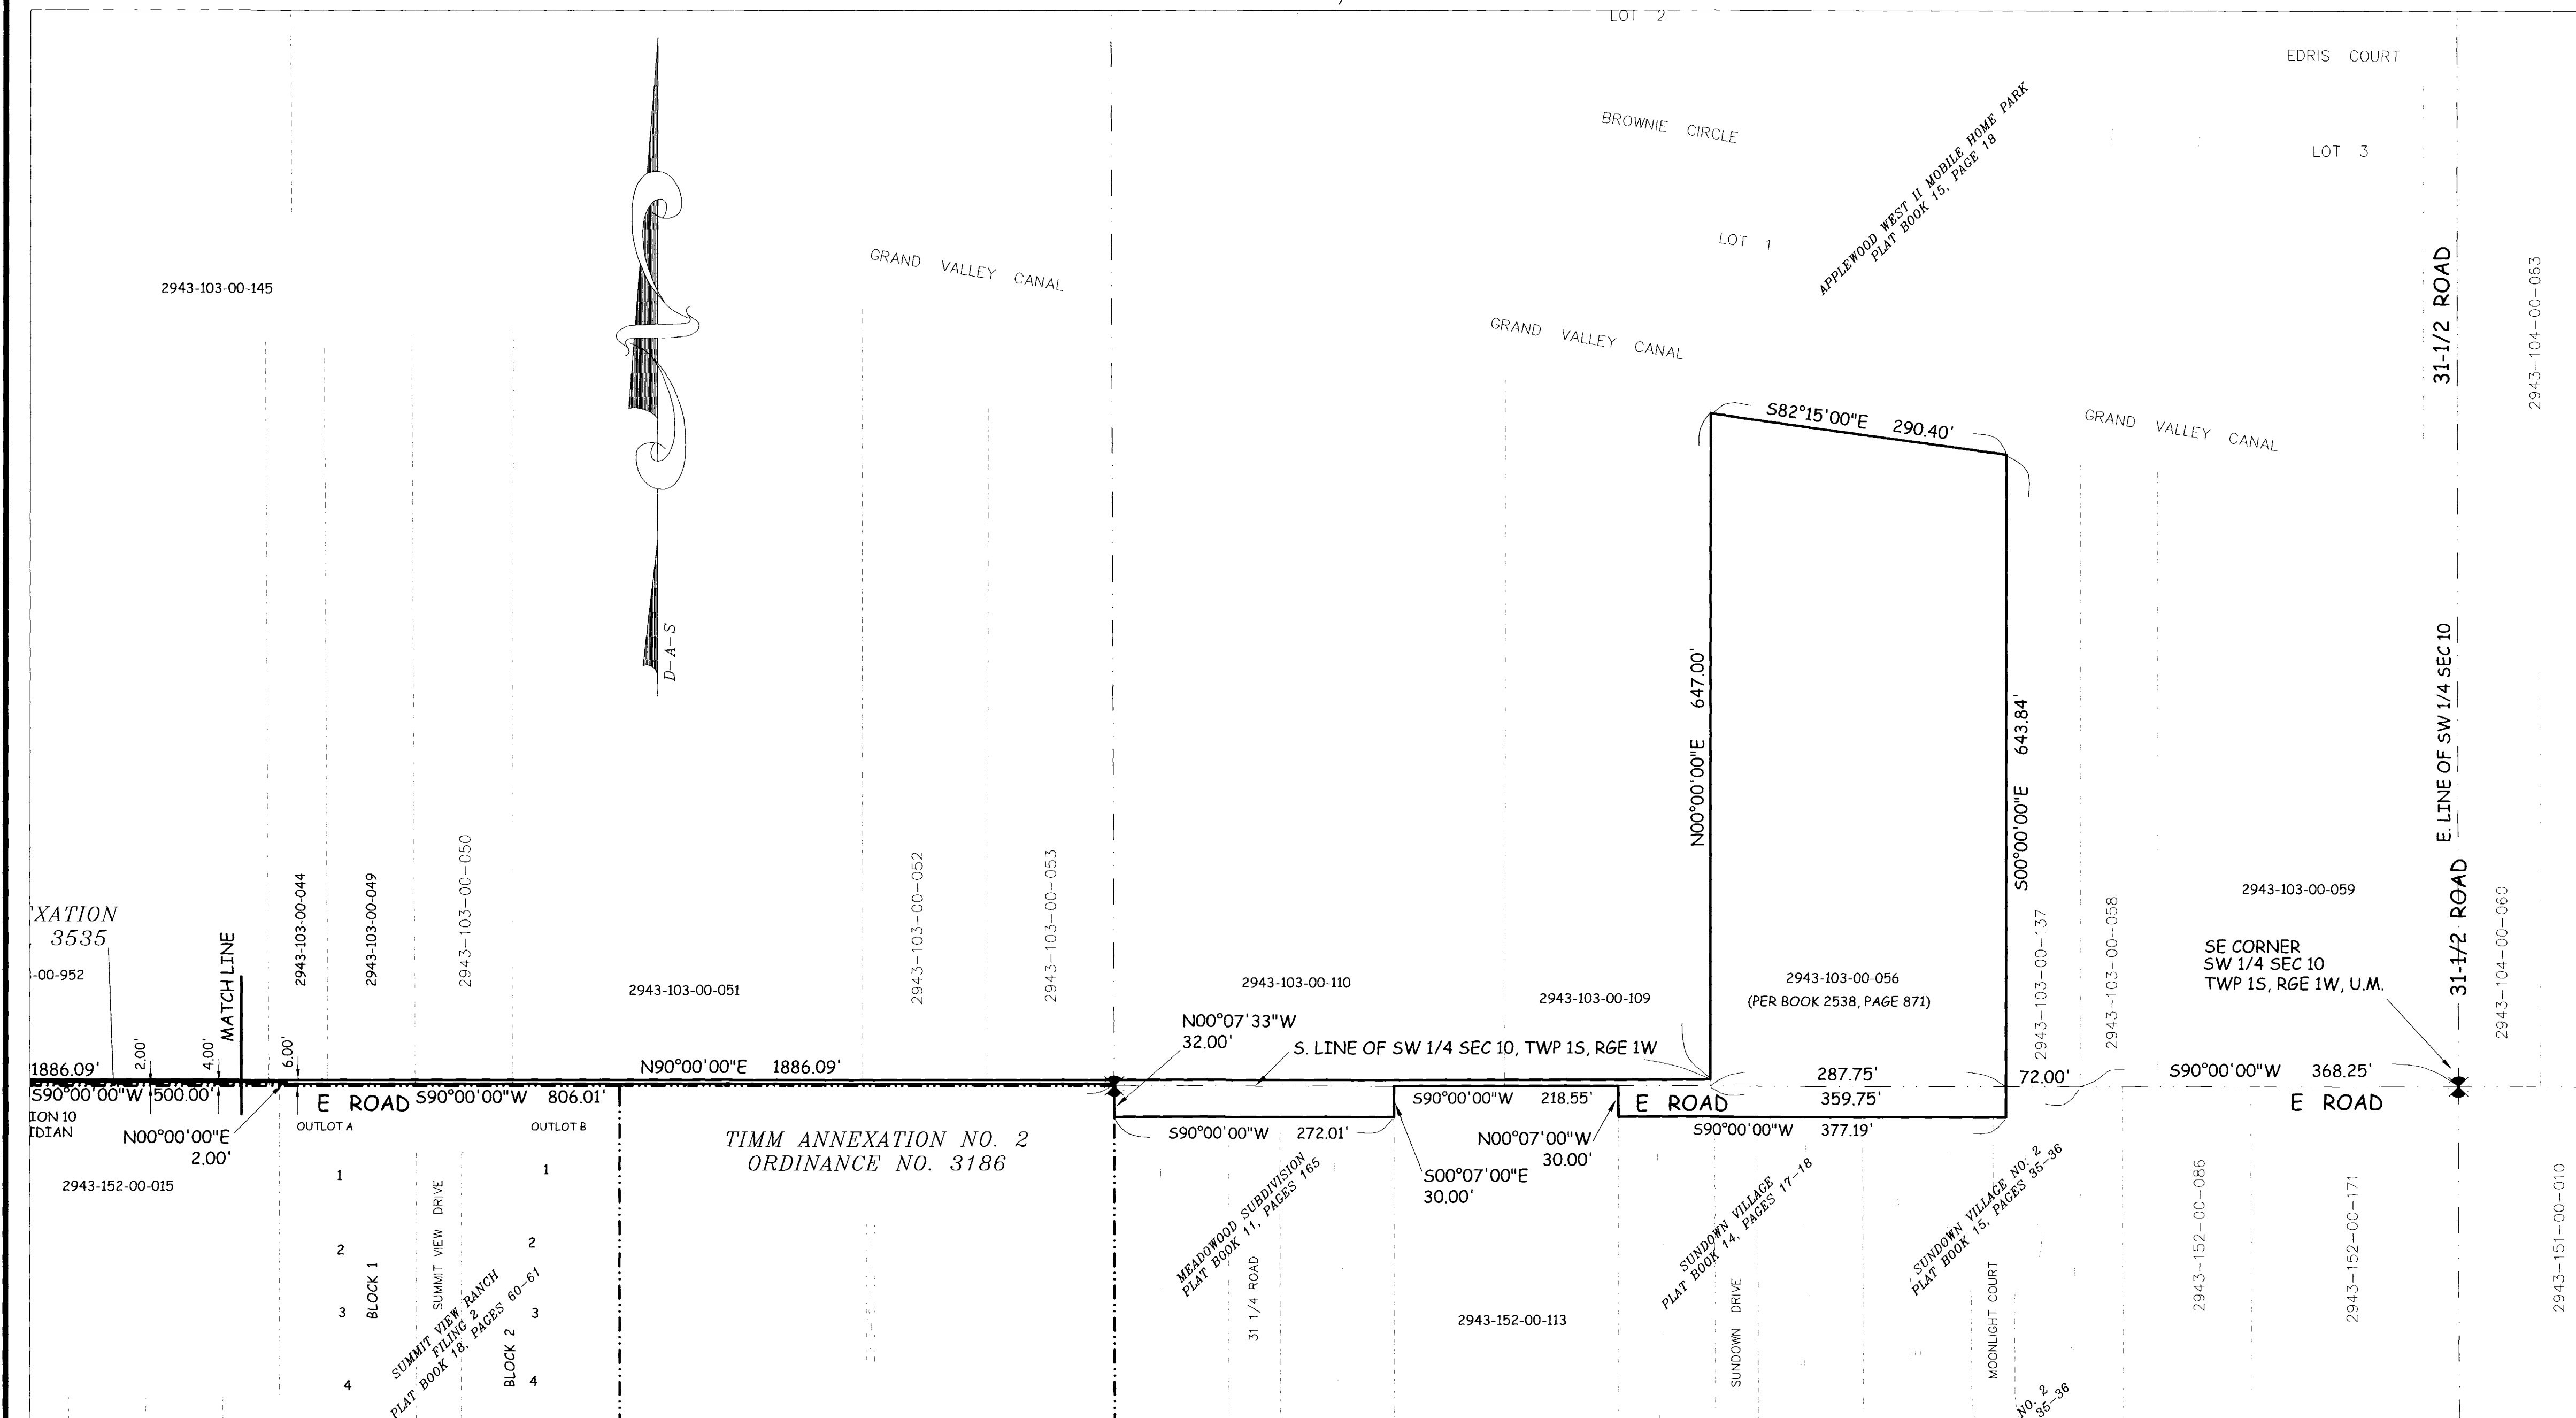 LOT 2
EDRIS COURT
BROWNIE CIRCLE
LOT 3
APPLEWOOD WEST II MOBILE HOME PARK
PLAT BOOK 15, PAGE 18
LOT 1
31-1/2 ROAD
2943-104-00-063
2943-103-00-145
GRAND VALLEY CANAL
GRAND VALLEY CANAL
GRAND VALLEY CANAL
S82°15'00"E 290.40'
D-A-S
N00°00'00"E 647.00'
S00°00'00"E 643.84'
E. LINE OF SW 1/4 SEC 10
31-1/2 ROAD
XATION
3535
-00-952
MATCH LINE
2943-103-00-044
2943-103-00-049
2943-103-00-050
2943-103-00-051
2943-103-00-052
2943-103-00-053
2943-103-00-110
2943-103-00-109
2943-103-00-056
(PER BOOK 2538, PAGE 871)
2943-103-00-137
2943-103-00-058
2943-103-00-059
2943-104-00-060
SE CORNER
SW 1/4 SEC 10
TWP 1S, RGE 1W, U.M.
N00°07'33"W
32.00'
S. LINE OF SW 1/4 SEC 10, TWP 1S, RGE 1W
1886.09'
2.00'
4.00'
6.00'
N90°00'00"E 1886.09'
287.75'
72.00'
S90°00'00"W 368.25'
S90°00'00"W 500.00'
E ROAD
S90°00'00"W 806.01'
S90°00'00"W 218.55'
E ROAD
359.75'
E ROAD
ION 10
IDIAN
N00°00'00"E
2.00'
OUTLOT A
OUTLOT B
S90°00'00"W 272.01'
S90°00'00"W 377.19'
N00°07'00"W
30.00'
S00°07'00"E
30.00'
TIMM ANNEXATION NO. 2
ORDINANCE NO. 3186
2943-152-00-015
1
2
3
4
BLOCK 1
SUMMIT VIEW DRIVE
1
2
3
4
BLOCK 2
SUMMIT VIEW RANCH
FILING 2
PLAT BOOK 18, PAGES 60-61
MEADOWOOD SUBDIVISION
PLAT BOOK 11, PAGES 165
31 1/4 ROAD
2943-152-00-113
SUNDOWN VILLAGE
PLAT BOOK 14, PAGES 17-18
SUNDOWN DRIVE
SUNDOWN VILLAGE NO. 2
PLAT BOOK 15, PAGES 35-36
MOONLIGHT COURT
NO. 2
35-36
2943-152-00-086
2943-152-00-171
2943-151-00-010